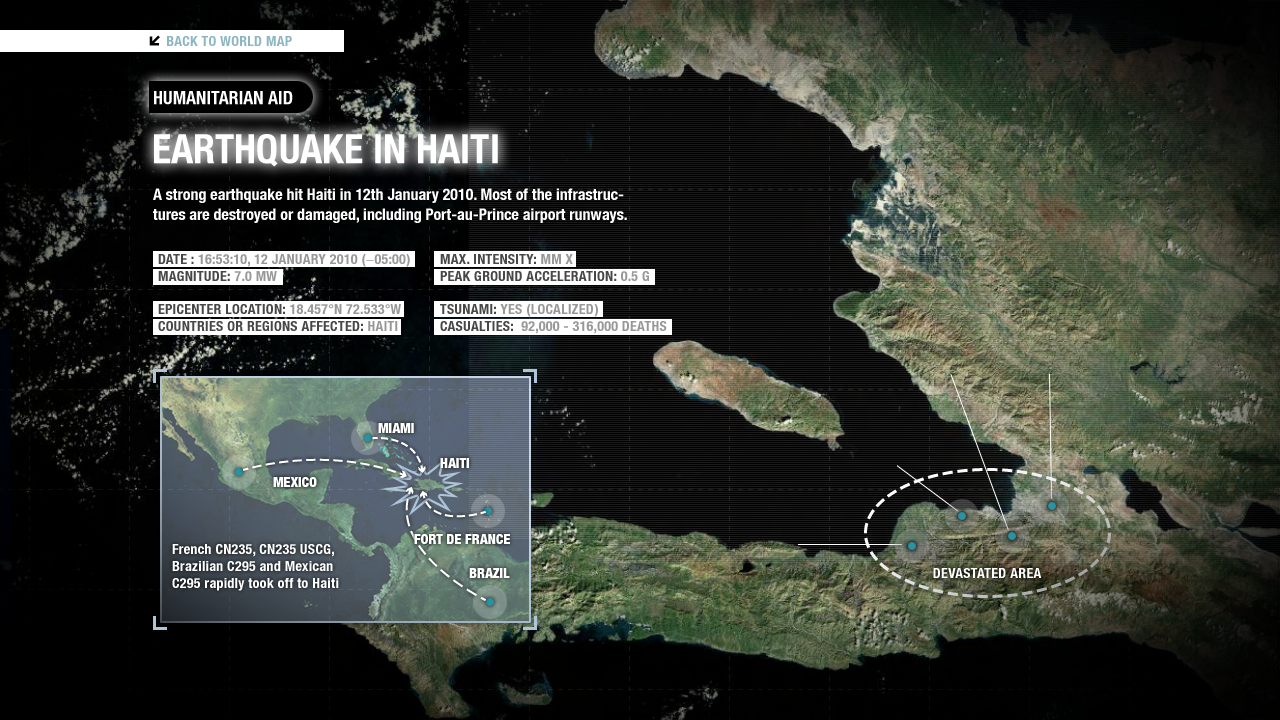 BACK TO WORLD MAP
HUMANITARIAN AID
EARTHQUAKE IN HAITI
A strong earthquake hit Haiti in 12th January 2010. Most of the infrastruc-
tures are destroyed or damaged, including Port-au-Prince airport runways.
DATE : 16:53:10, 12 JANUARY 2010 (−05:00)
MAGNITUDE: 7.0 MW
EPICENTER LOCATION: 18.457°N 72.533°W
COUNTRIES OR REGIONS AFFECTED: HAITI
MAX. INTENSITY: MM X
PEAK GROUND ACCELERATION: 0.5 G
TSUNAMI: YES (LOCALIZED)
CASUALTIES: 92,000 - 316,000 DEATHS
MIAMI
HAITI
MEXICO
FORT DE FRANCE
BRAZIL
French CN235, CN235 USCG,
Brazilian C295 and Mexican
C295 rapidly took off to Haiti
DEVASTATED AREA